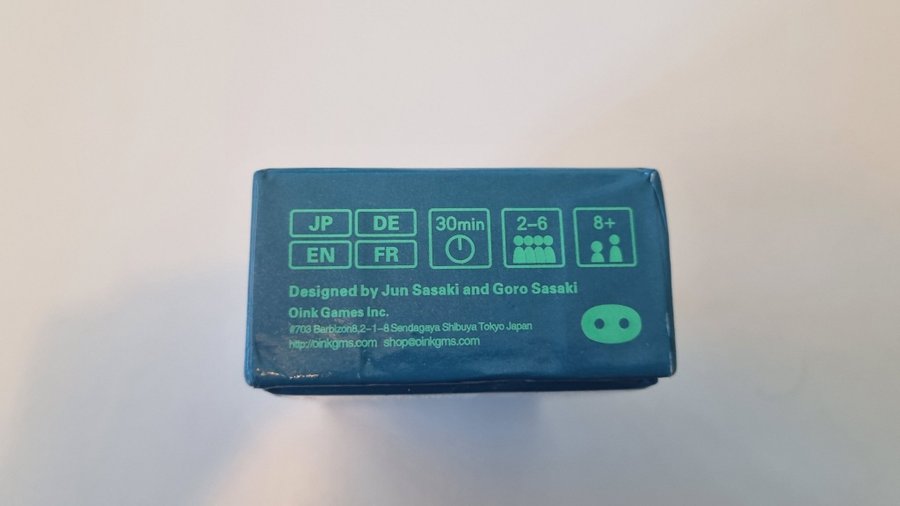 JP DE 30min 2–6 8+
EN FR
Designed by Jun Sasaki and Goro Sasaki
Oink Games Inc.
#703 Barbizon8,2–1–8 Sendagaya Shibuya Tokyo Japan
http://oinkgms.com shop@oinkgms.com